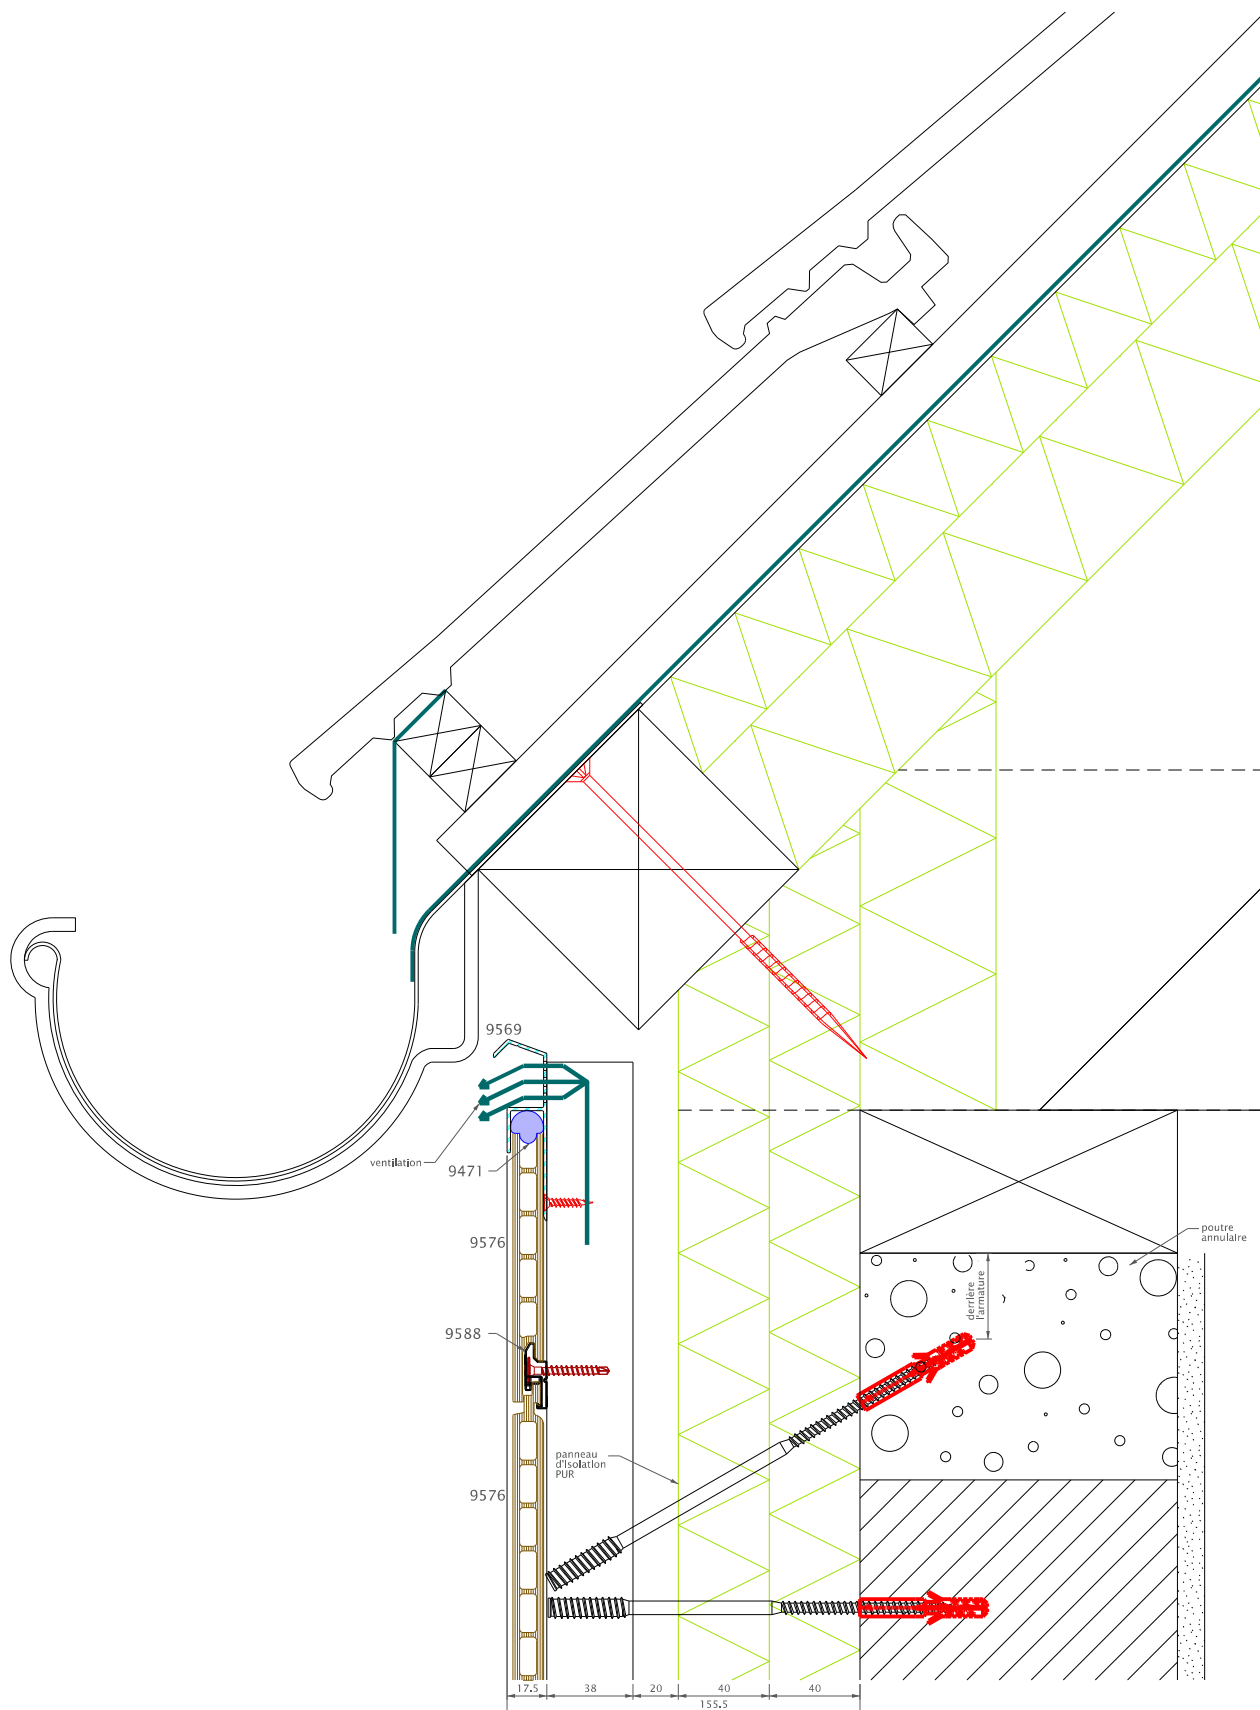 9569
ventilation
9471
9576
poutre
annulaire
derrière
l'armature
9588
panneau
d'isolation
PUR
9576
17.5 38 20 40 40
155.5